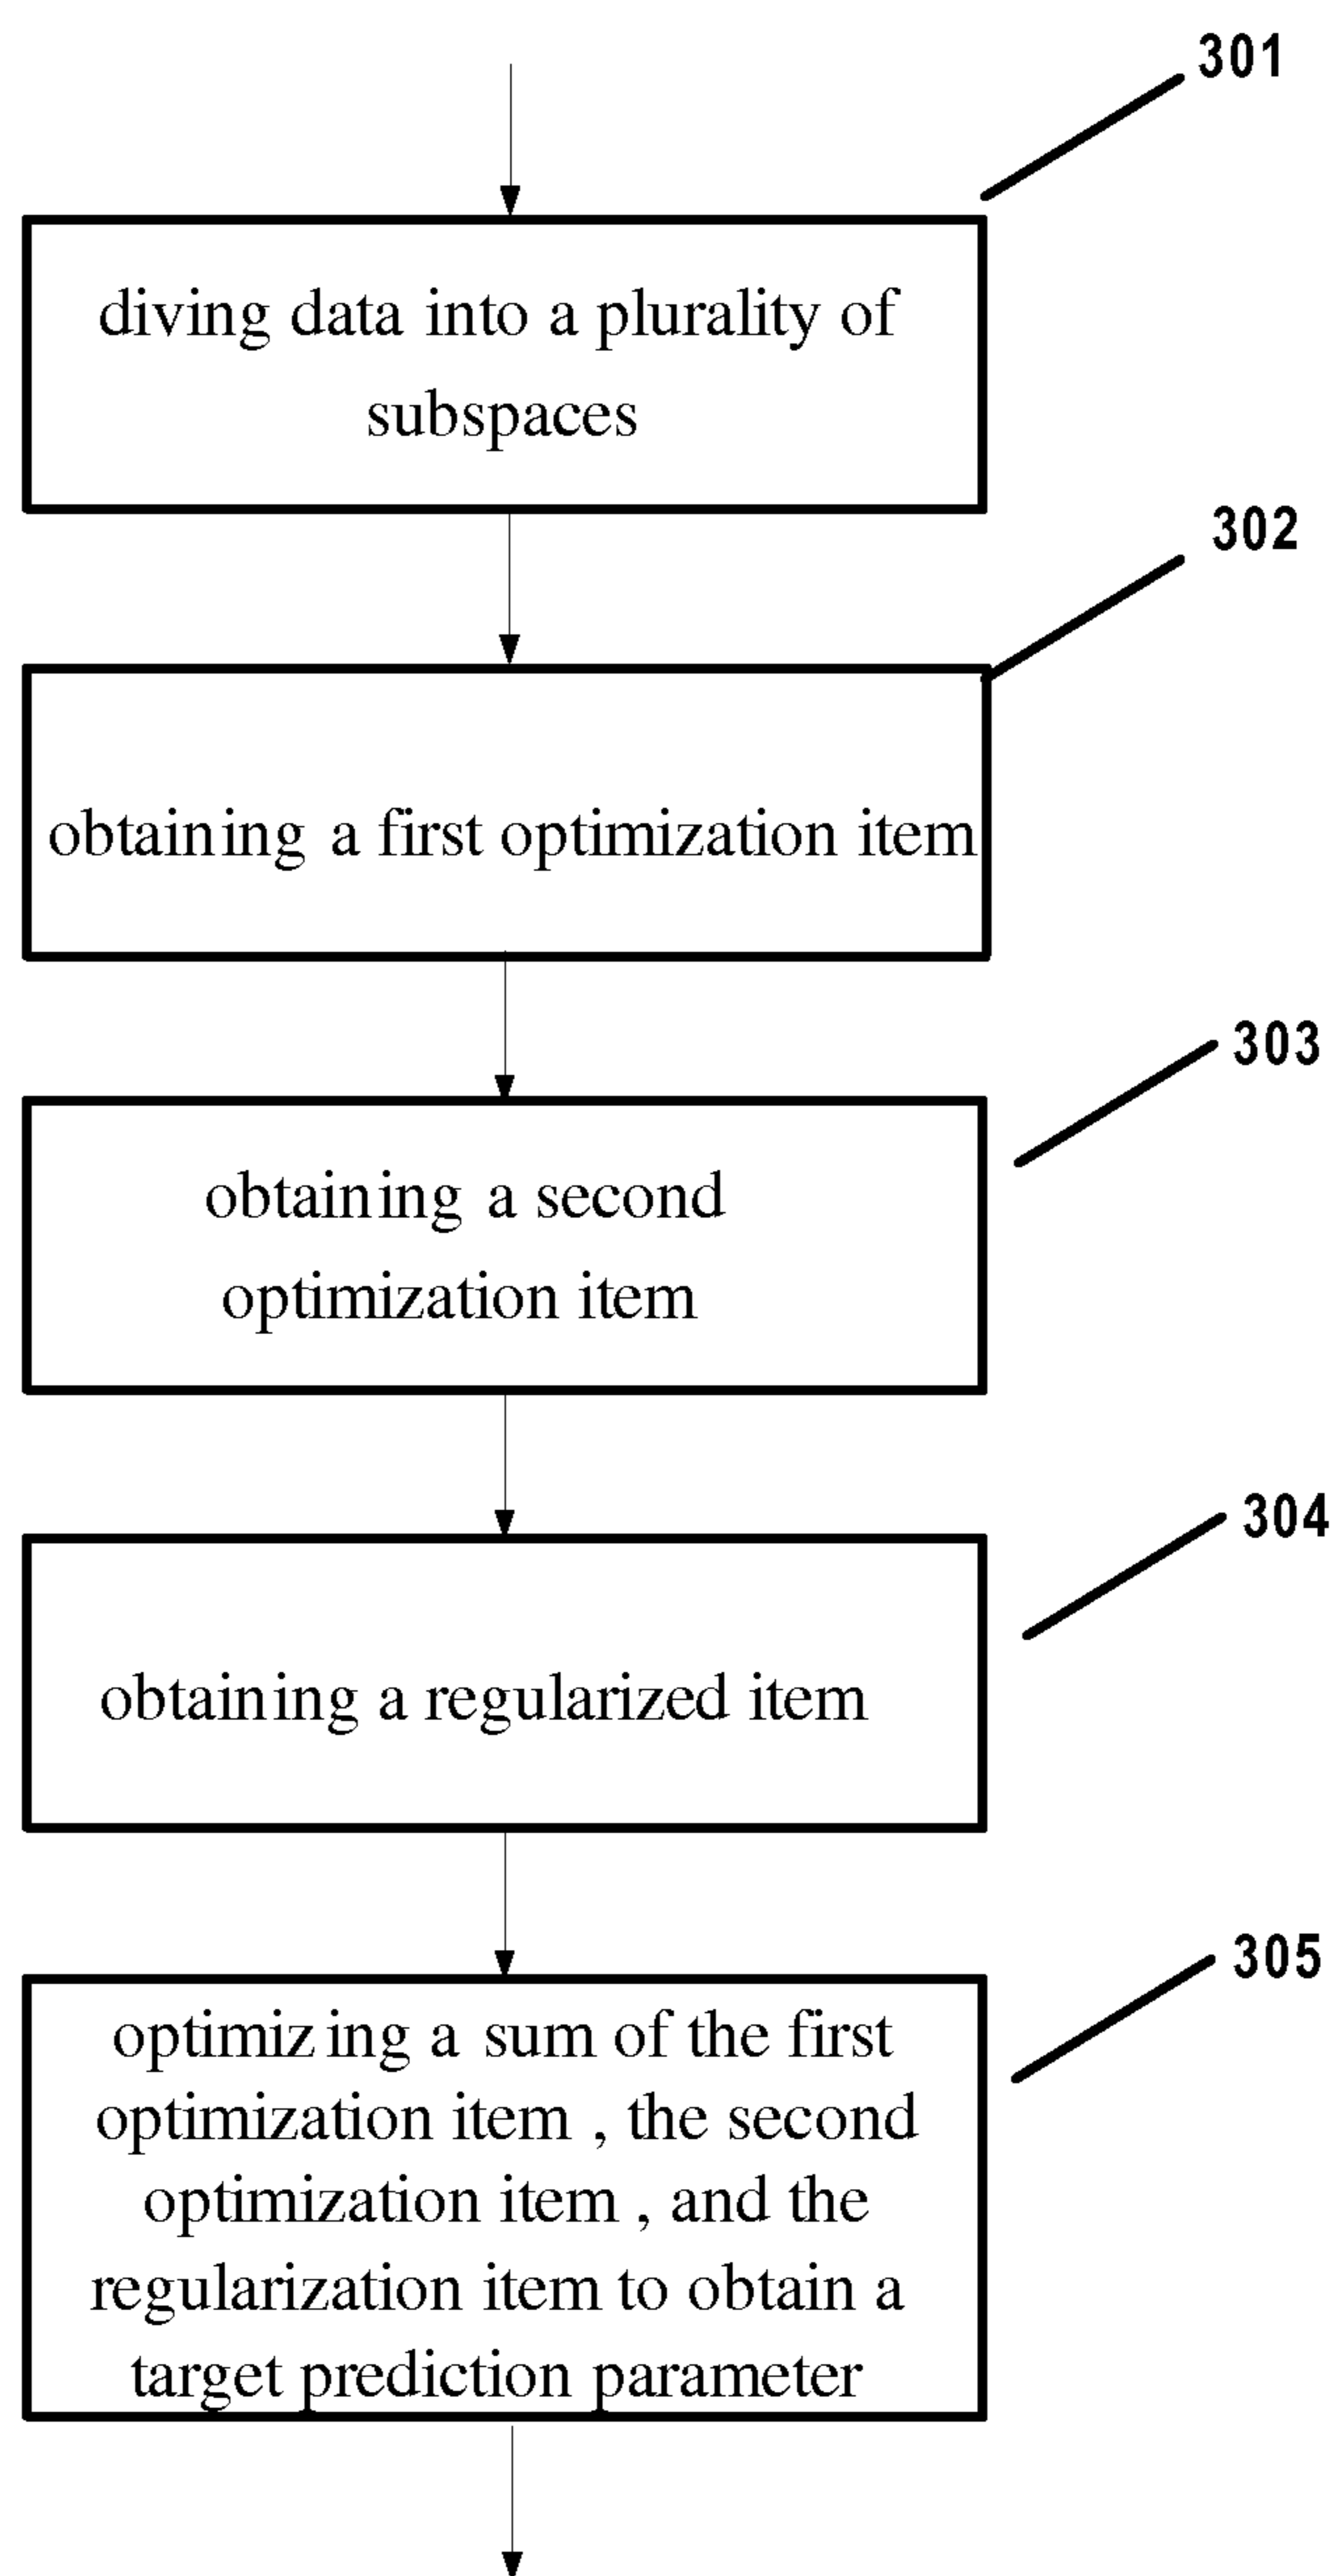 301
diving data into a plurality of
subspaces
302
obtaining a first optimization item
303
obtaining a second
optimization item
304
obtaining a regularized item
305
optimizing a sum of the first
optimization item , the second
optimization item , and the
regularization item to obtain a
target prediction parameter